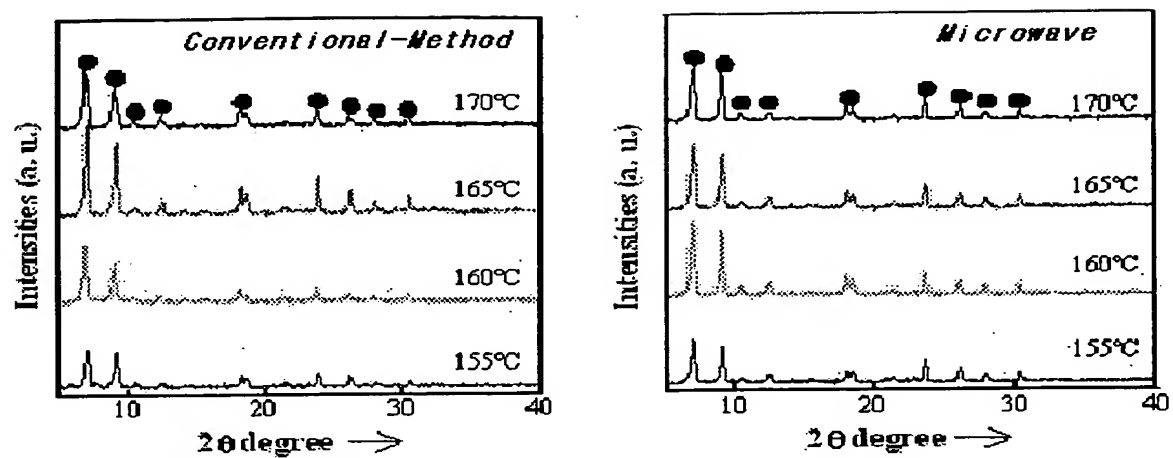 Conventional-Method
170°C
165°C
160°C
155°C
Intensities (a. u.)
10 20 30 40
2θ degree →
Microwave
170°C
165°C
160°C
155°C
Intensities (a. u.)
10 20 30 40
2θ degree →